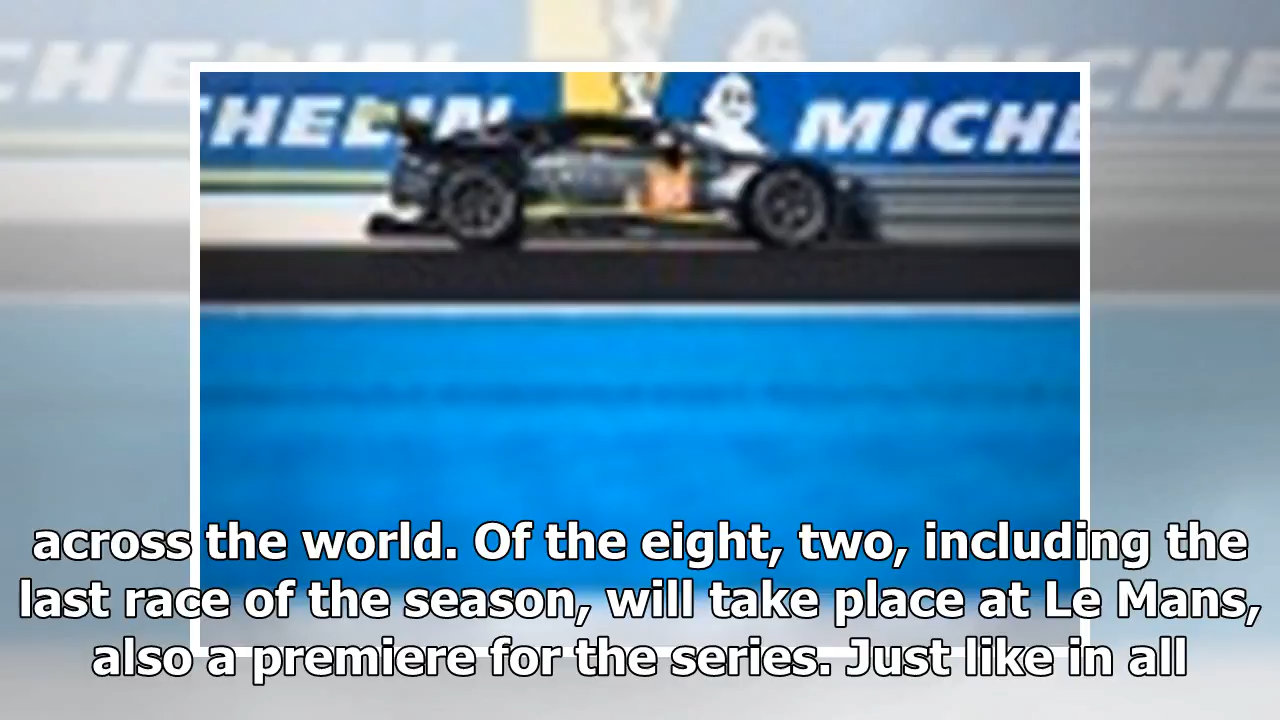 CHELIN MICHE
across the world. Of the eight, two, including the
last race of the season, will take place at Le Mans,
also a premiere for the series. Just like in all